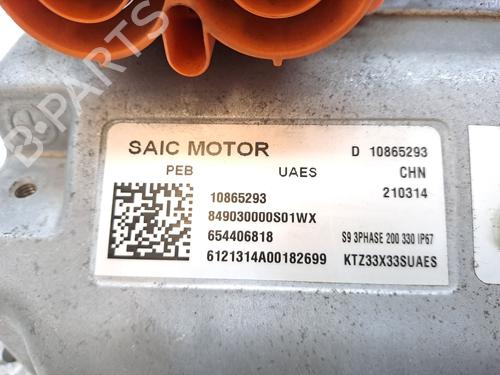 SAIC MOTOR D 10865293
PEB UAES CHN
10865293 210314
849030000S01WX
654406818 S9 3PHASE 200 330 IP67
6121314A00182699 KTZ33X33SUAES
B-PARTS